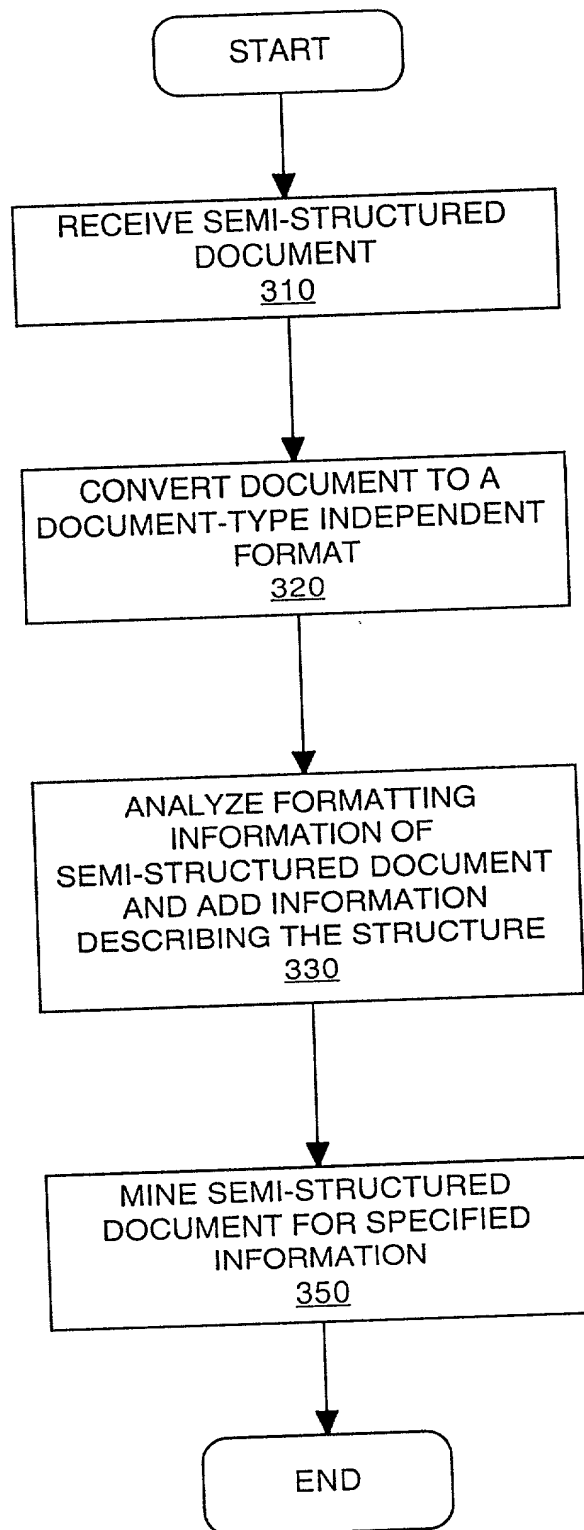 START
RECEIVE SEMI-STRUCTURED
DOCUMENT
310
CONVERT DOCUMENT TO A
DOCUMENT-TYPE INDEPENDENT
FORMAT
320
ANALYZE FORMATTING
INFORMATION OF
SEMI-STRUCTURED DOCUMENT
AND ADD INFORMATION
DESCRIBING THE STRUCTURE
330
MINE SEMI-STRUCTURED
DOCUMENT FOR SPECIFIED
INFORMATION
350
END